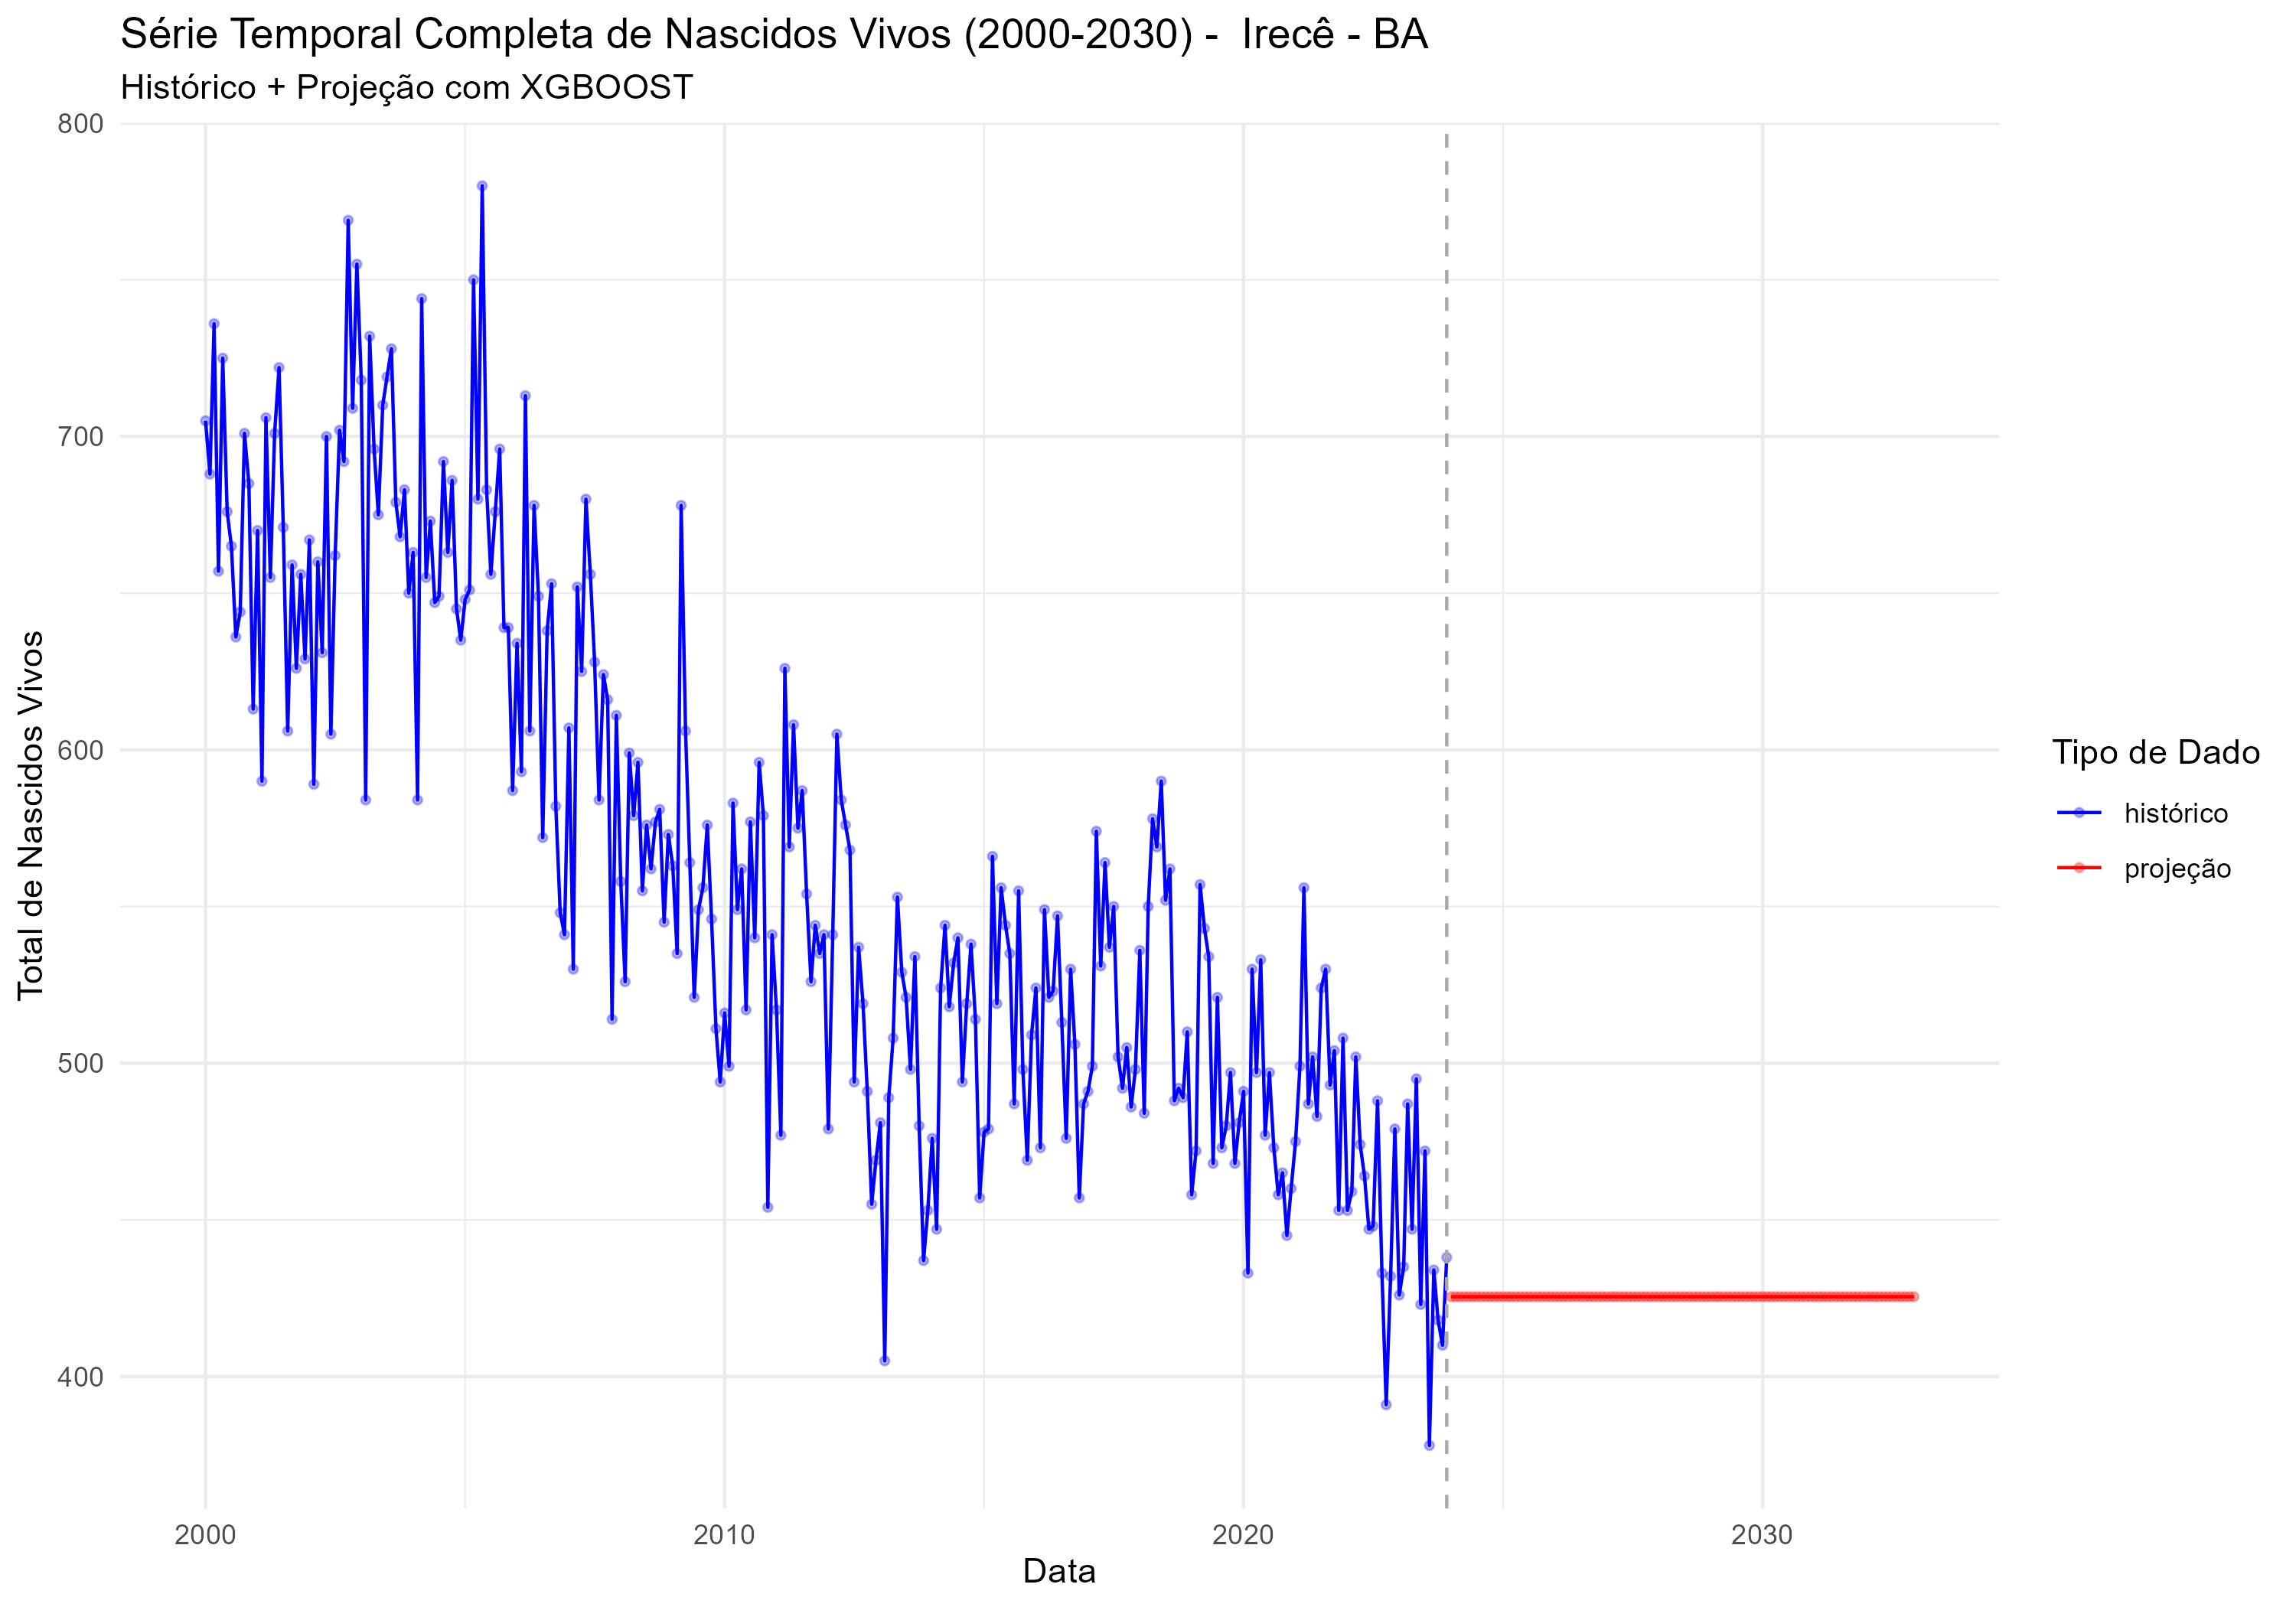 Série Temporal Completa de Nascidos Vivos (2000-2030) -  Irecê - BA
Histórico + Projeção com XGBOOST
800
700
600
500
400
Total de Nascidos Vivos
2000
2010
2020
2030
Data
Tipo de Dado
histórico
projeção